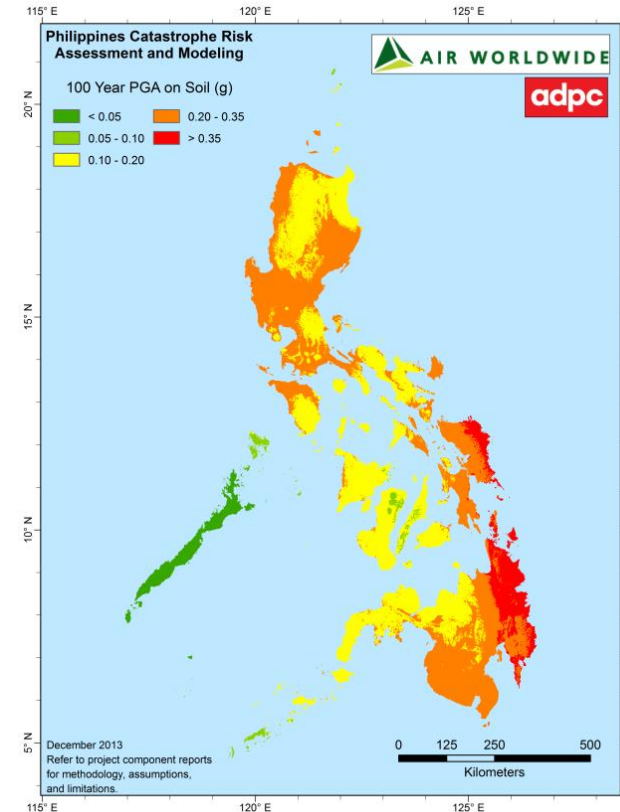 115° E
120° E
125° E
Philippines Catastrophe Risk
Assessment and Modeling
100 Year PGA on Soil (g)
< 0.05
0.20 - 0.35
0.05 - 0.10
> 0.35
0.10 - 0.20
AIR WORLDWIDE
adpc
20° N
15° N
10° N
5° N
December 2013
Refer to project component reports
for methodology, assumptions,
and limitations.
0 125 250 500
Kilometers
115° E
120° E
125° E